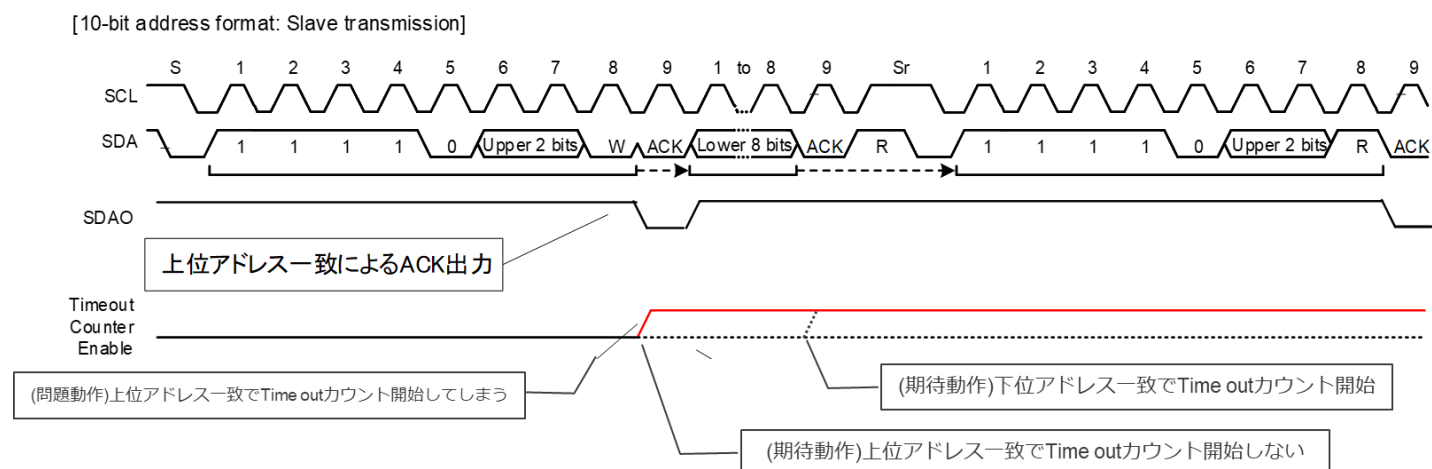 [10-bit address format: Slave transmission]
S 1 2 3 4 5 6 7 8 9 1 to 8 9 Sr 1 2 3 4 5 6 7 8 9
SCL
SDA 1 1 1 1 0 Upper 2 bits W ACK Lower 8 bits ACK R 1 1 1 1 0 Upper 2 bits R ACK
SDAO
上位アドレス一致によるACK出力
Timeout
Counter
Enable
(問題動作)上位アドレス一致でTime outカウント開始してしまう
(期待動作)下位アドレス一致でTime outカウント開始
(期待動作)上位アドレス一致でTime outカウント開始しない